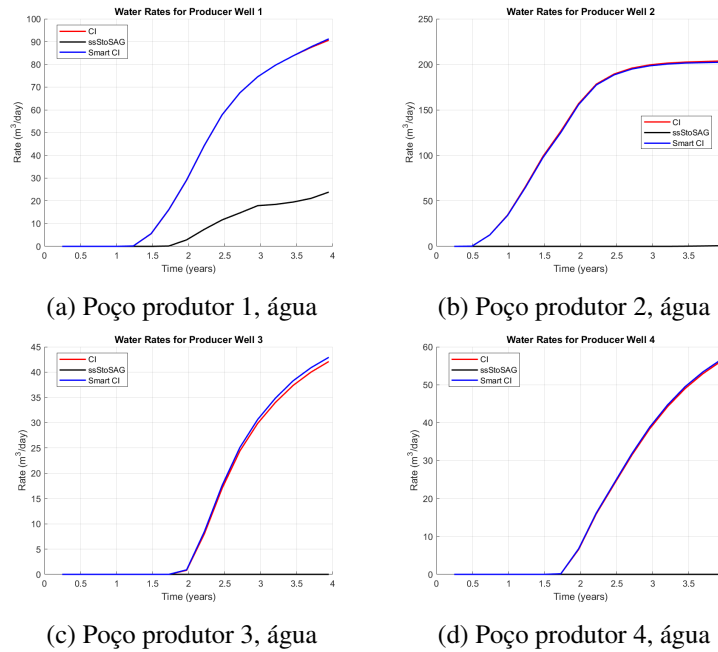 Water Rates for Producer Well 1
100
90
80
70
60
50
40
30
20
10
0
Rate (m³/day)
CI
ssStoSAG
Smart CI
0 0.5 1 1.5 2 2.5 3 3.5 4
Time (years)
(a) Poço produtor 1, água
Water Rates for Producer Well 2
250
200
150
100
50
0
Rate (m³/day)
CI
ssStoSAG
Smart CI
0 0.5 1 1.5 2 2.5 3 3.5
Time (years)
(b) Poço produtor 2, água
Water Rates for Producer Well 3
45
40
35
30
25
20
15
10
5
0
Rate (m³/day)
CI
ssStoSAG
Smart CI
0 0.5 1 1.5 2 2.5 3 3.5 4
Time (years)
(c) Poço produtor 3, água
Water Rates for Producer Well 4
60
50
40
30
20
10
0
Rate (m³/day)
CI
ssStoSAG
Smart CI
0 0.5 1 1.5 2 2.5 3 3.5
Time (years)
(d) Poço produtor 4, água